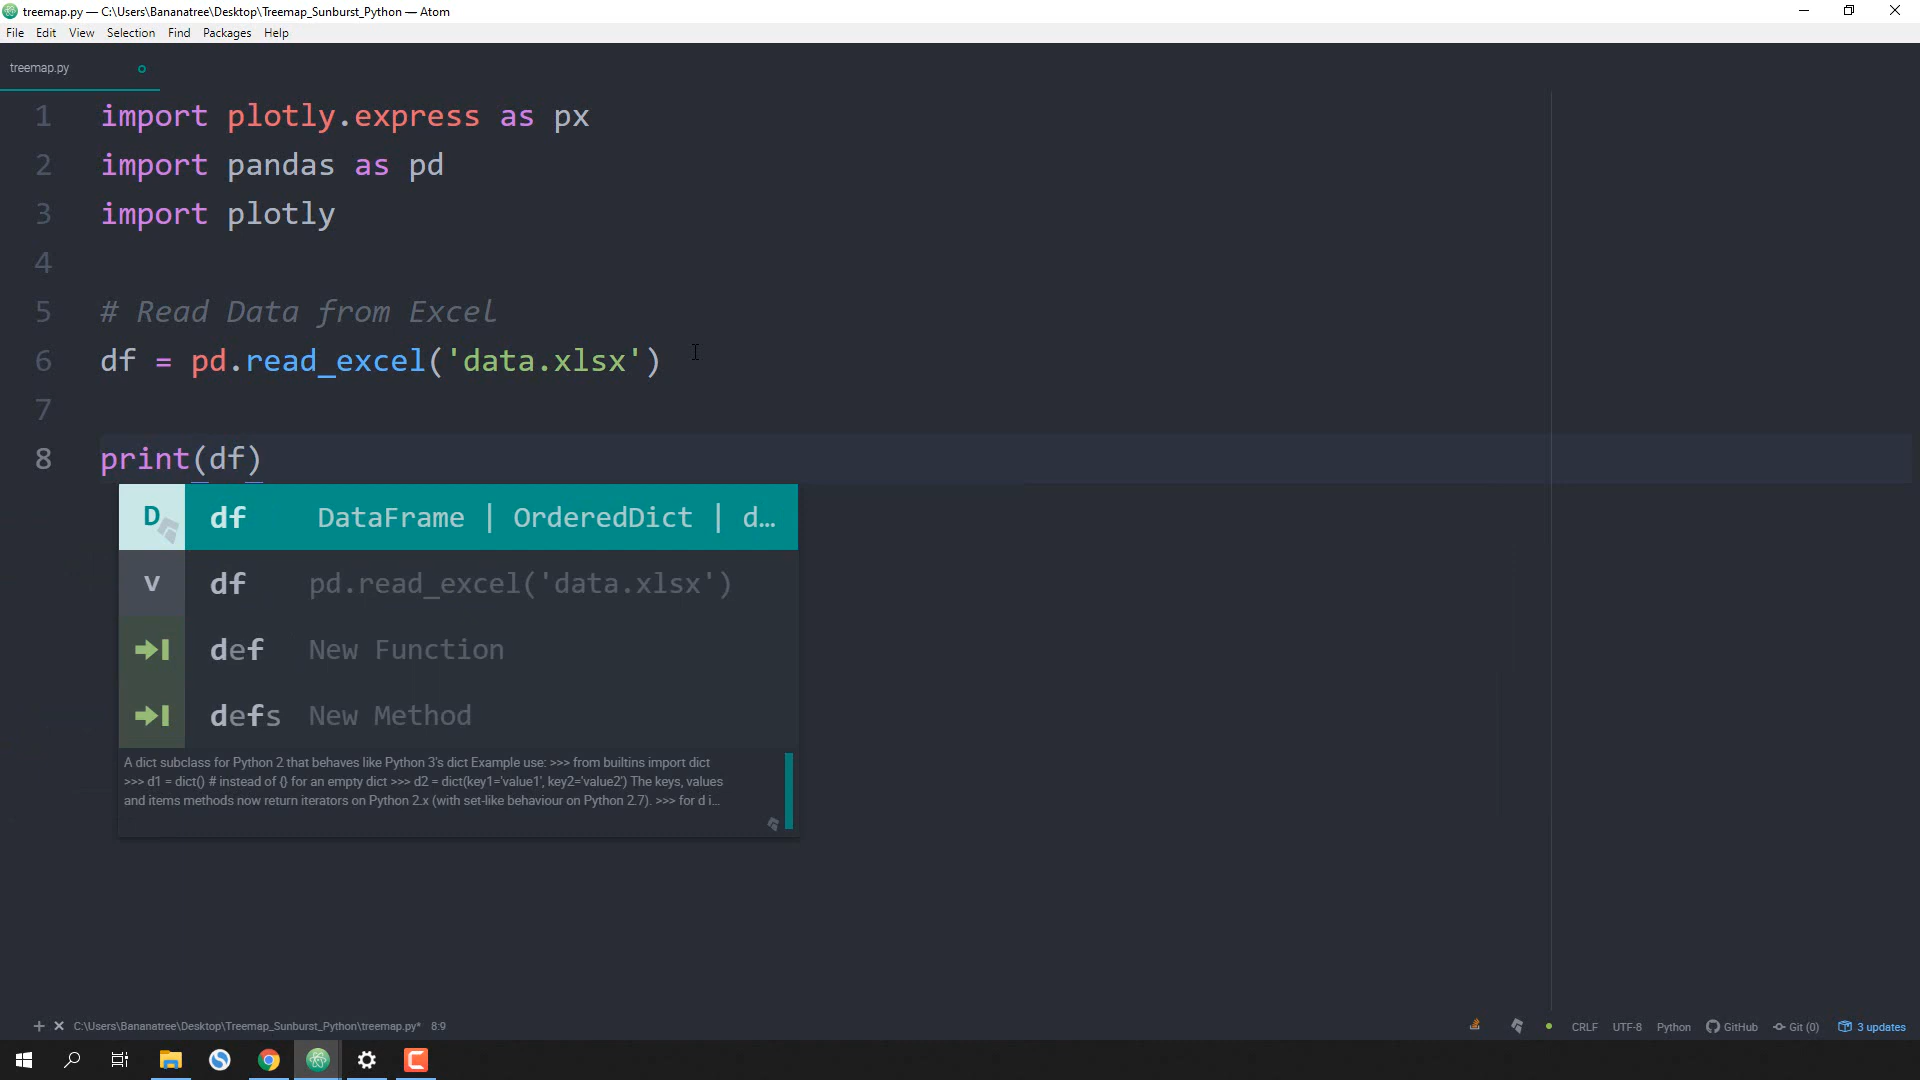 treemap.py — C:\Users\Bananatree\Desktop\Treemap_Sunburst_Python — Atom
File Edit View Selection Find Packages Help
treemap.py
1 import plotly.express as px
2 import pandas as pd
3 import plotly
4
5 # Read Data from Excel
6 df = pd.read_excel('data.xlsx')
7
8 print(df)
D df DataFrame | OrderedDict | d...
v df pd.read_excel('data.xlsx')
def New Function
defs New Method
A dict subclass for Python 2 that behaves like Python 3's dict Example use: >>> from builtins import dict
>>> d1 = dict() # instead of {} for an empty dict >>> d2 = dict(key1='value1', key2='value2') The keys, values
and items methods now return iterators on Python 2.x (with set-like behaviour on Python 2.7). >>> for d i...
C:\Users\Bananatree\Desktop\Treemap_Sunburst_Python\treemap.py* 8:9 CRLF UTF-8 Python GitHub Git (0) 3 updates